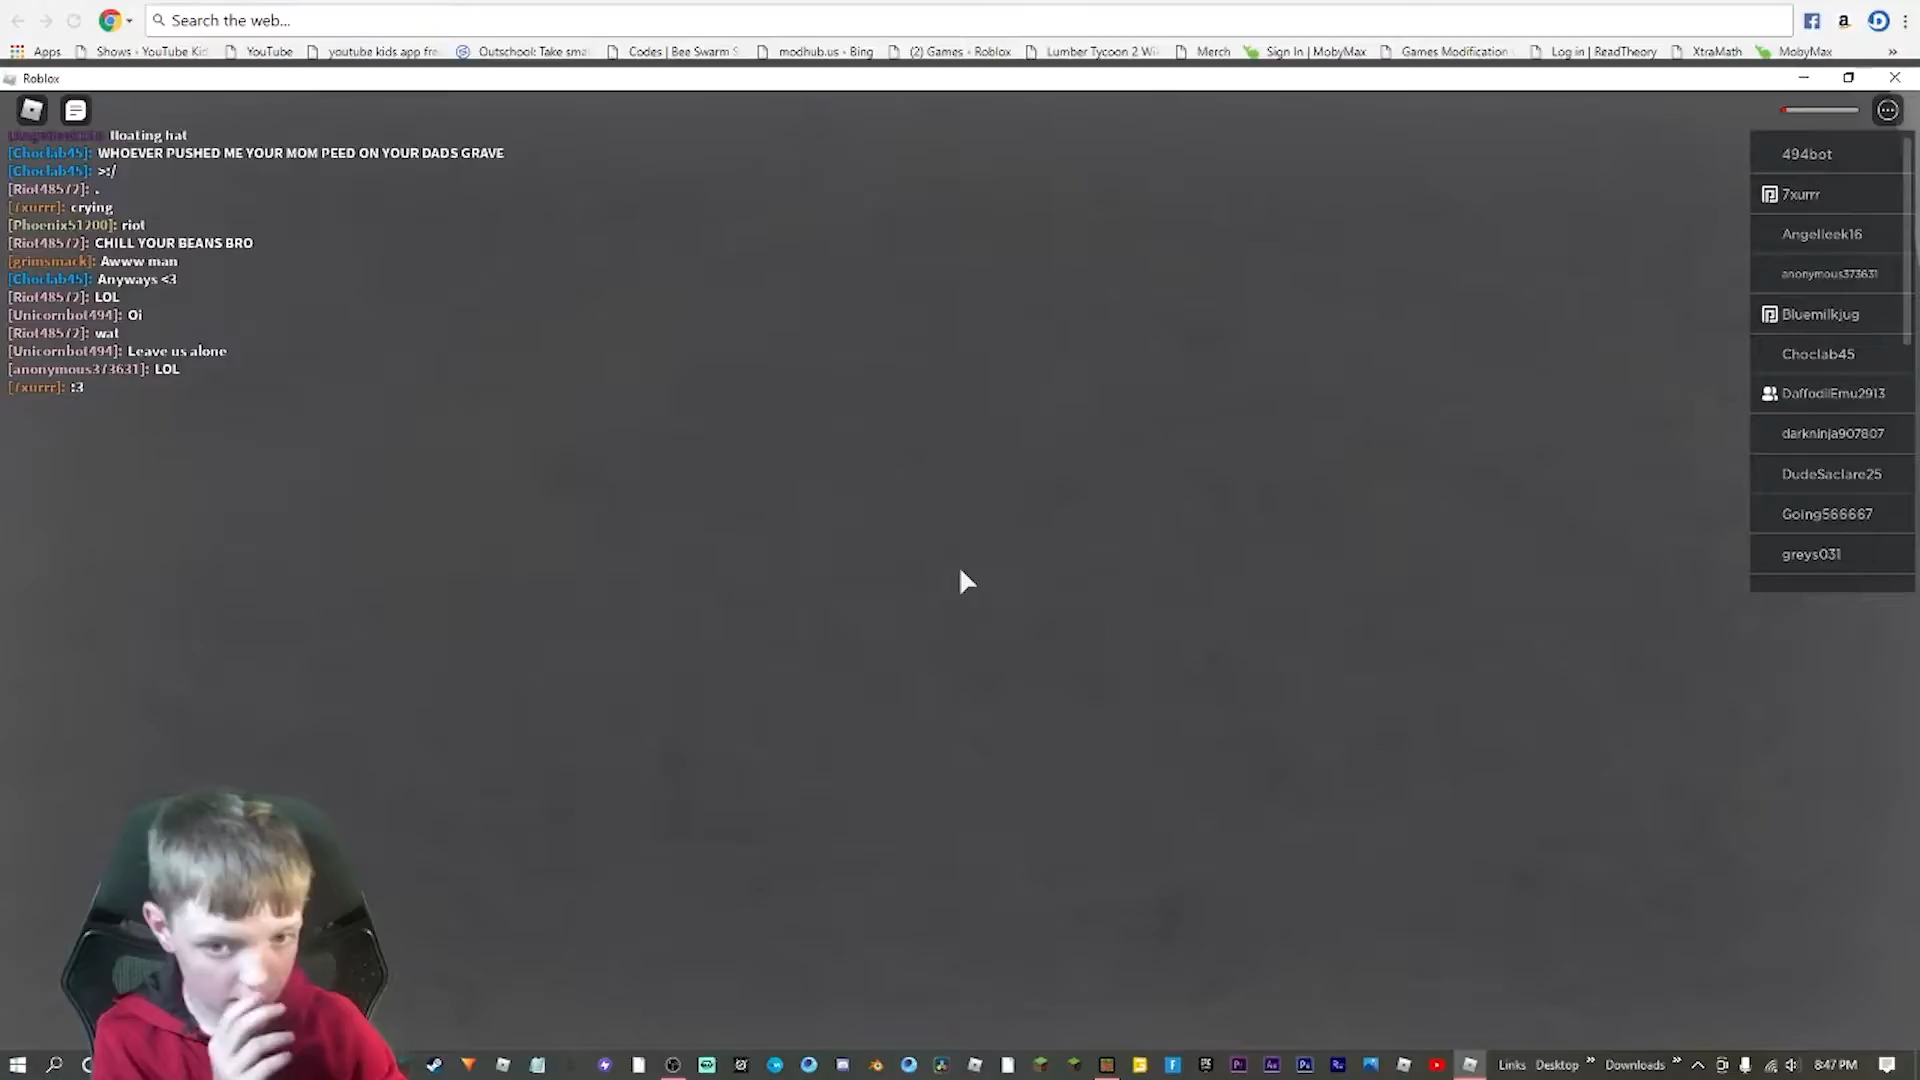 Search the web...
Apps Shows - YouTube Ki YouTube youtube kids app fre Outschool: Take sma Codes | Bee Swarm S modhub.us - Bing (2) Games - Roblox Lumber Tycoon 2 Wi Merch Sign In | MobyMax Games Modification Log in | ReadTheory XtraMath MobyMax »
Roblox
floating hat
[Choclab45]: WHOEVER PUSHED ME YOUR MOM PEED ON YOUR DADS GRAVE
[Choclab45]: >:/
[Riot48572]: .
[7xurrr]: crying
[Phoenix51200]: riot
[Riot48572]: CHILL YOUR BEANS BRO
[grimsmack]: Awww man
[Choclab45]: Anyways <3
[Riot48572]: LOL
[Unicornbot494]: Oi
[Riot48572]: wat
[Unicornbot494]: Leave us alone
[anonymous373631]: LOL
[7xurrr]: :3
494bot
7xurrr
Angelleek16
anonymous373631
Bluemilkjug
Choclab45
DaffodilEmu2913
darkninja907807
DudeSaclare25
Going566667
greys031
Links Desktop » Downloads » 8:47 PM